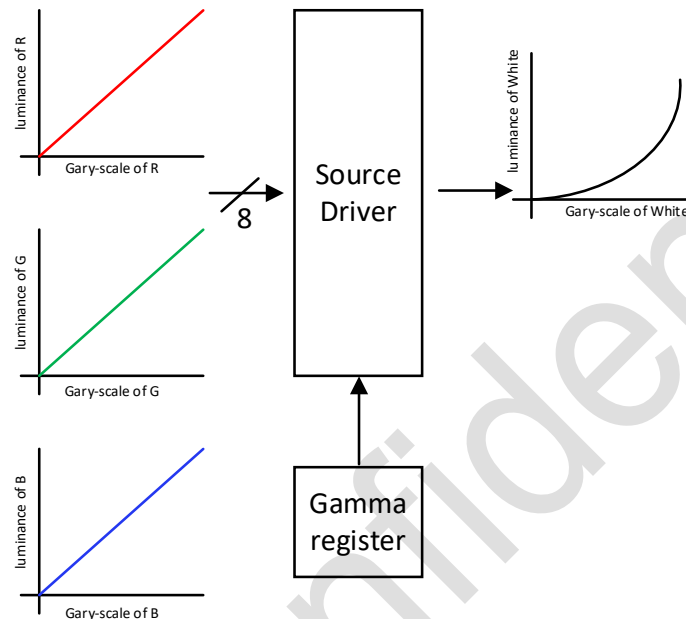 luminance of R
Gary-scale of R
8
luminance of G
Gary-scale of G
luminance of B
Gary-scale of B
Source
Driver
Gamma
register
luminance of White
Gary-scale of White